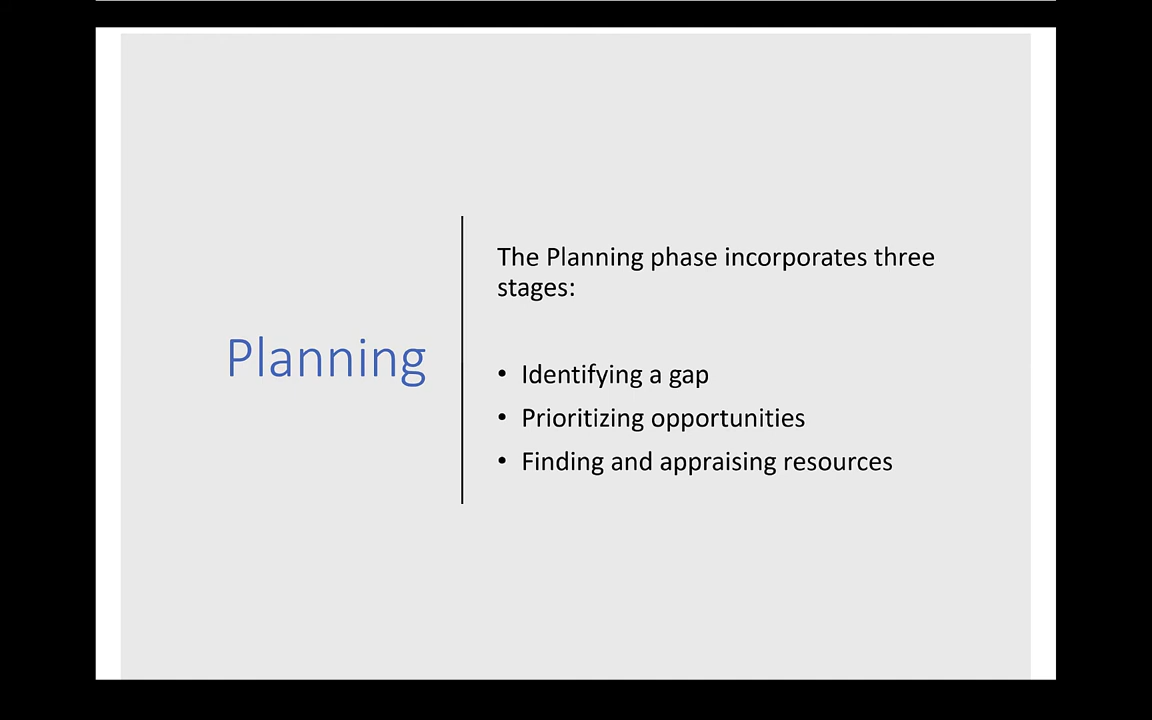 Planning
The Planning phase incorporates three
stages:
• Identifying a gap
• Prioritizing opportunities
• Finding and appraising resources